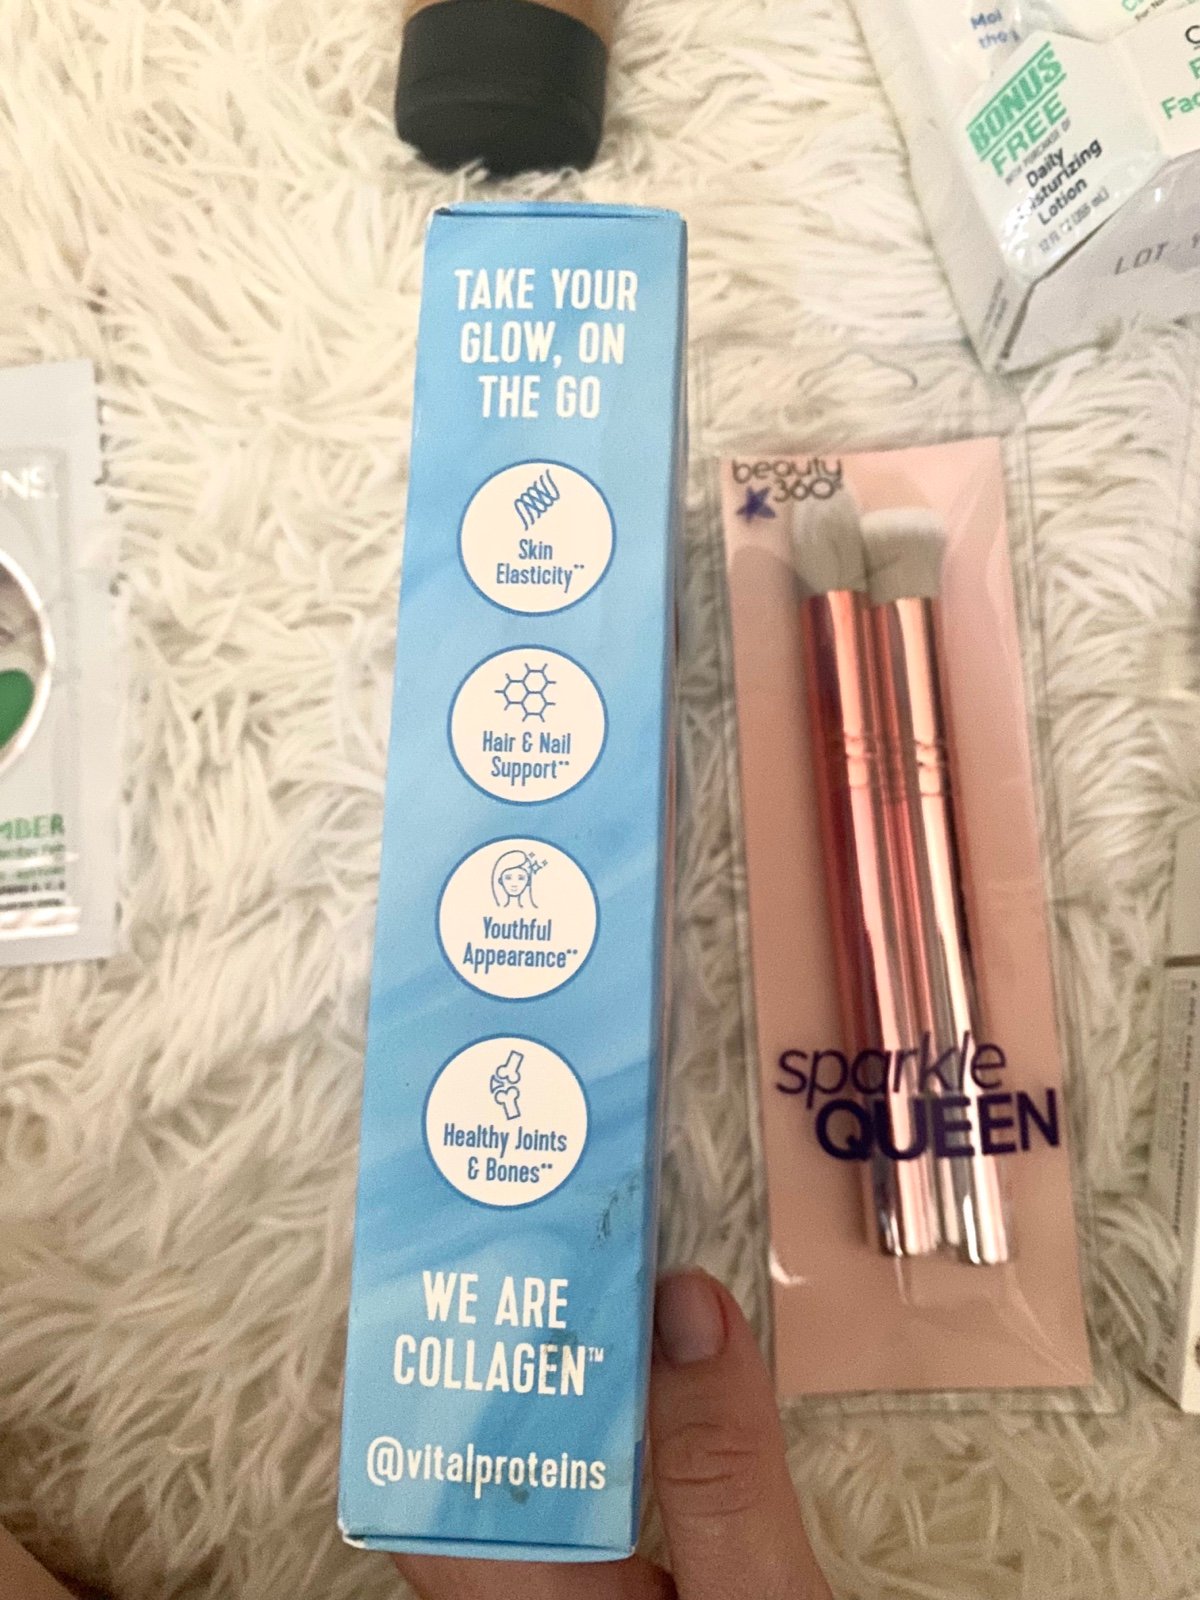 TAKE YOUR
GLOW, ON
THE GO
Skin
Elasticity**
Hair & Nail
Support**
Youthful
Appearance**
Healthy Joints
& Bones**
WE ARE
COLLAGEN™
@vitalproteins
beauty
360
sparkle
QUEEN
BONUS
FREE
Daily
Lotion
LOT